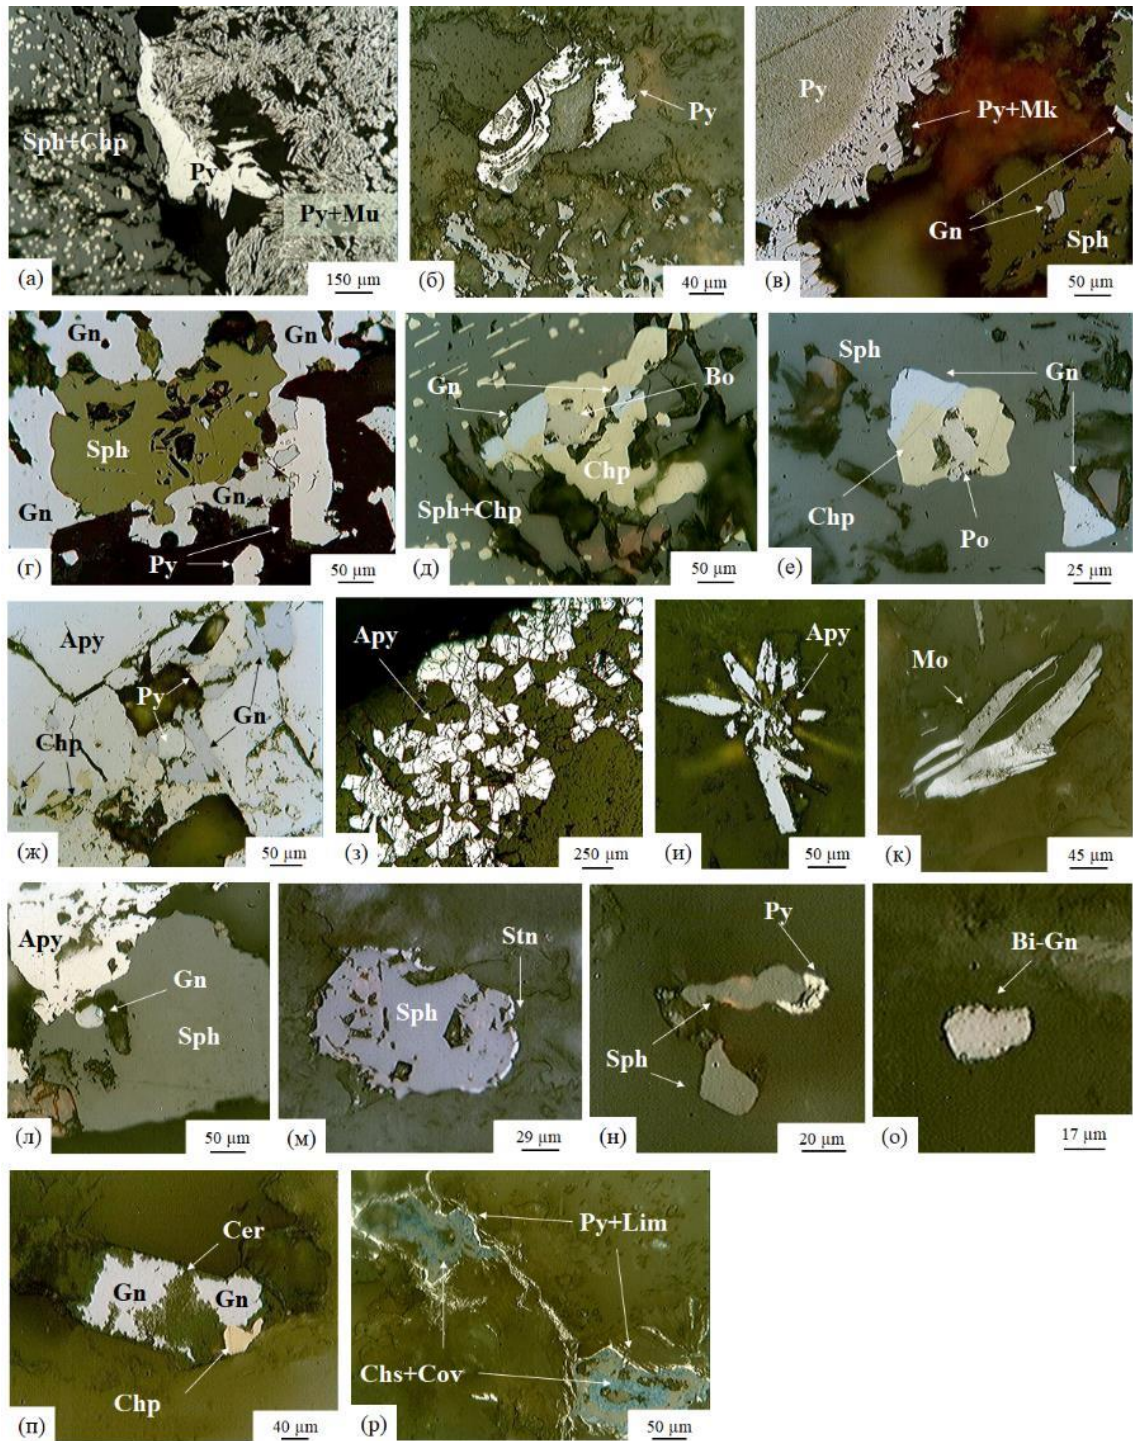 Sph+Chp
Py
Py+Mu
(а)
150 µm
Py
(б)
40 µm
Py
Py+Mk
Gn
Sph
(в)
50 µm
Gn
Gn
Sph
Gn
Gn
Py
(г)
50 µm
Gn
Bo
Chp
Sph+Chp
(д)
50 µm
Sph
Gn
Chp
Po
(е)
25 µm
Apy
Py
Gn
Chp
(ж)
50 µm
Apy
(з)
250 µm
Apy
(и)
50 µm
Mo
(к)
45 µm
Apy
Gn
Sph
(л)
50 µm
Stn
Sph
(м)
29 µm
Py
Sph
(н)
20 µm
Bi-Gn
(о)
17 µm
Cer
Gn
Gn
Chp
(п)
40 µm
Py+Lim
Chs+Cov
(р)
50 µm